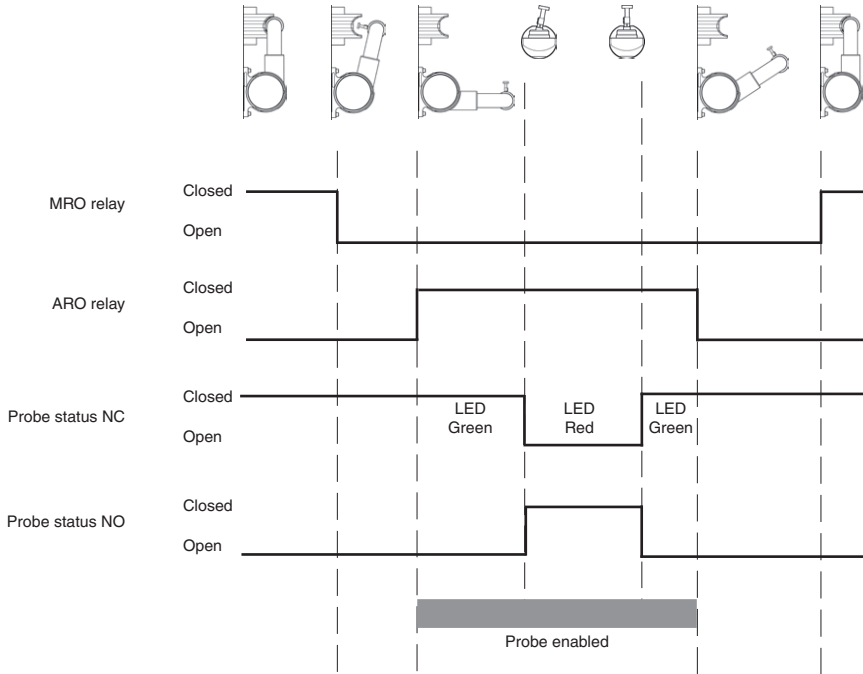 Closed
MRO relay
Open
Closed
ARO relay
Open
Closed
Probe status NC
Open
LED
Green
LED
Red
LED
Green
Closed
Probe status NO
Open
Probe enabled